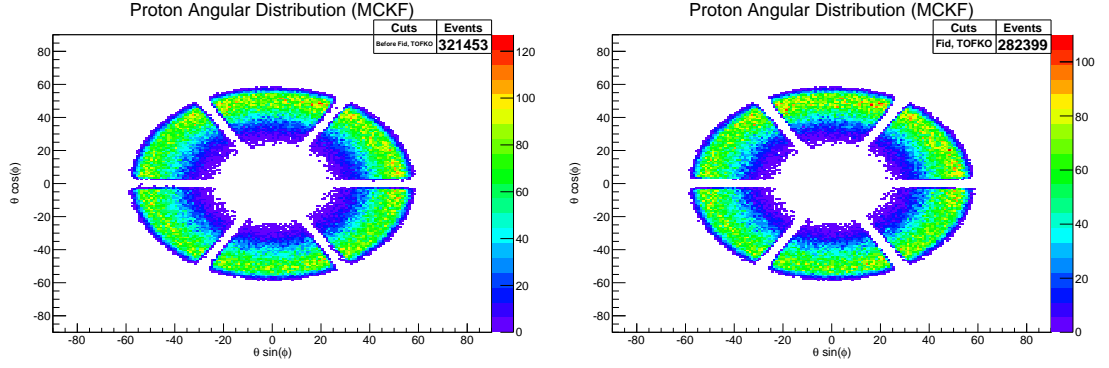 Proton Angular Distribution (MCKF)
Cuts Events
Before Fid, TOFKO 321453
80
60
40
20
0
-20
-40
-60
-80
θ cos(ϕ)
-80 -60 -40 -20 0 20 40 60 80
θ sin(ϕ)
120
100
80
60
40
20
0
Proton Angular Distribution (MCKF)
Cuts Events
Fid, TOFKO 282399
80
60
40
20
0
-20
-40
-60
-80
θ cos(ϕ)
-80 -60 -40 -20 0 20 40 60 80
θ sin(ϕ)
100
80
60
40
20
0